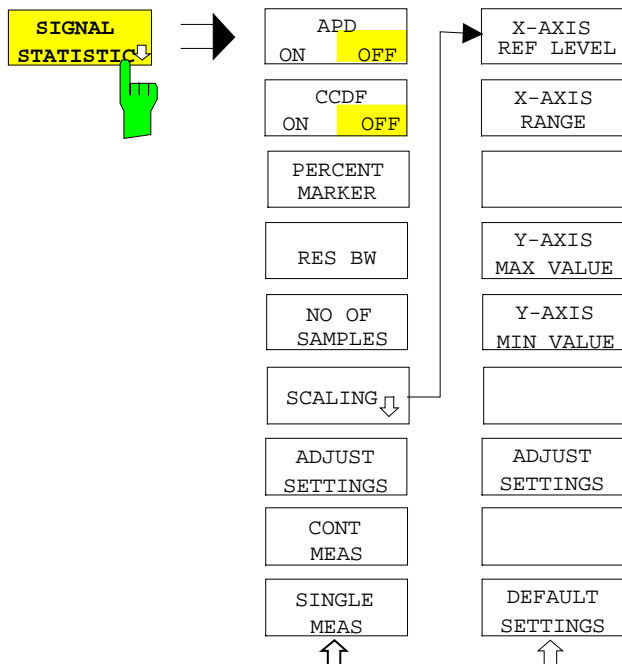 SIGNAL
STATISTIC
APD
ON OFF
CCDF
ON OFF
PERCENT
MARKER
RES BW
NO OF
SAMPLES
SCALING
ADJUST
SETTINGS
CONT
MEAS
SINGLE
MEAS
X-AXIS
REF LEVEL
X-AXIS
RANGE
Y-AXIS
MAX VALUE
Y-AXIS
MIN VALUE
ADJUST
SETTINGS
DEFAULT
SETTINGS